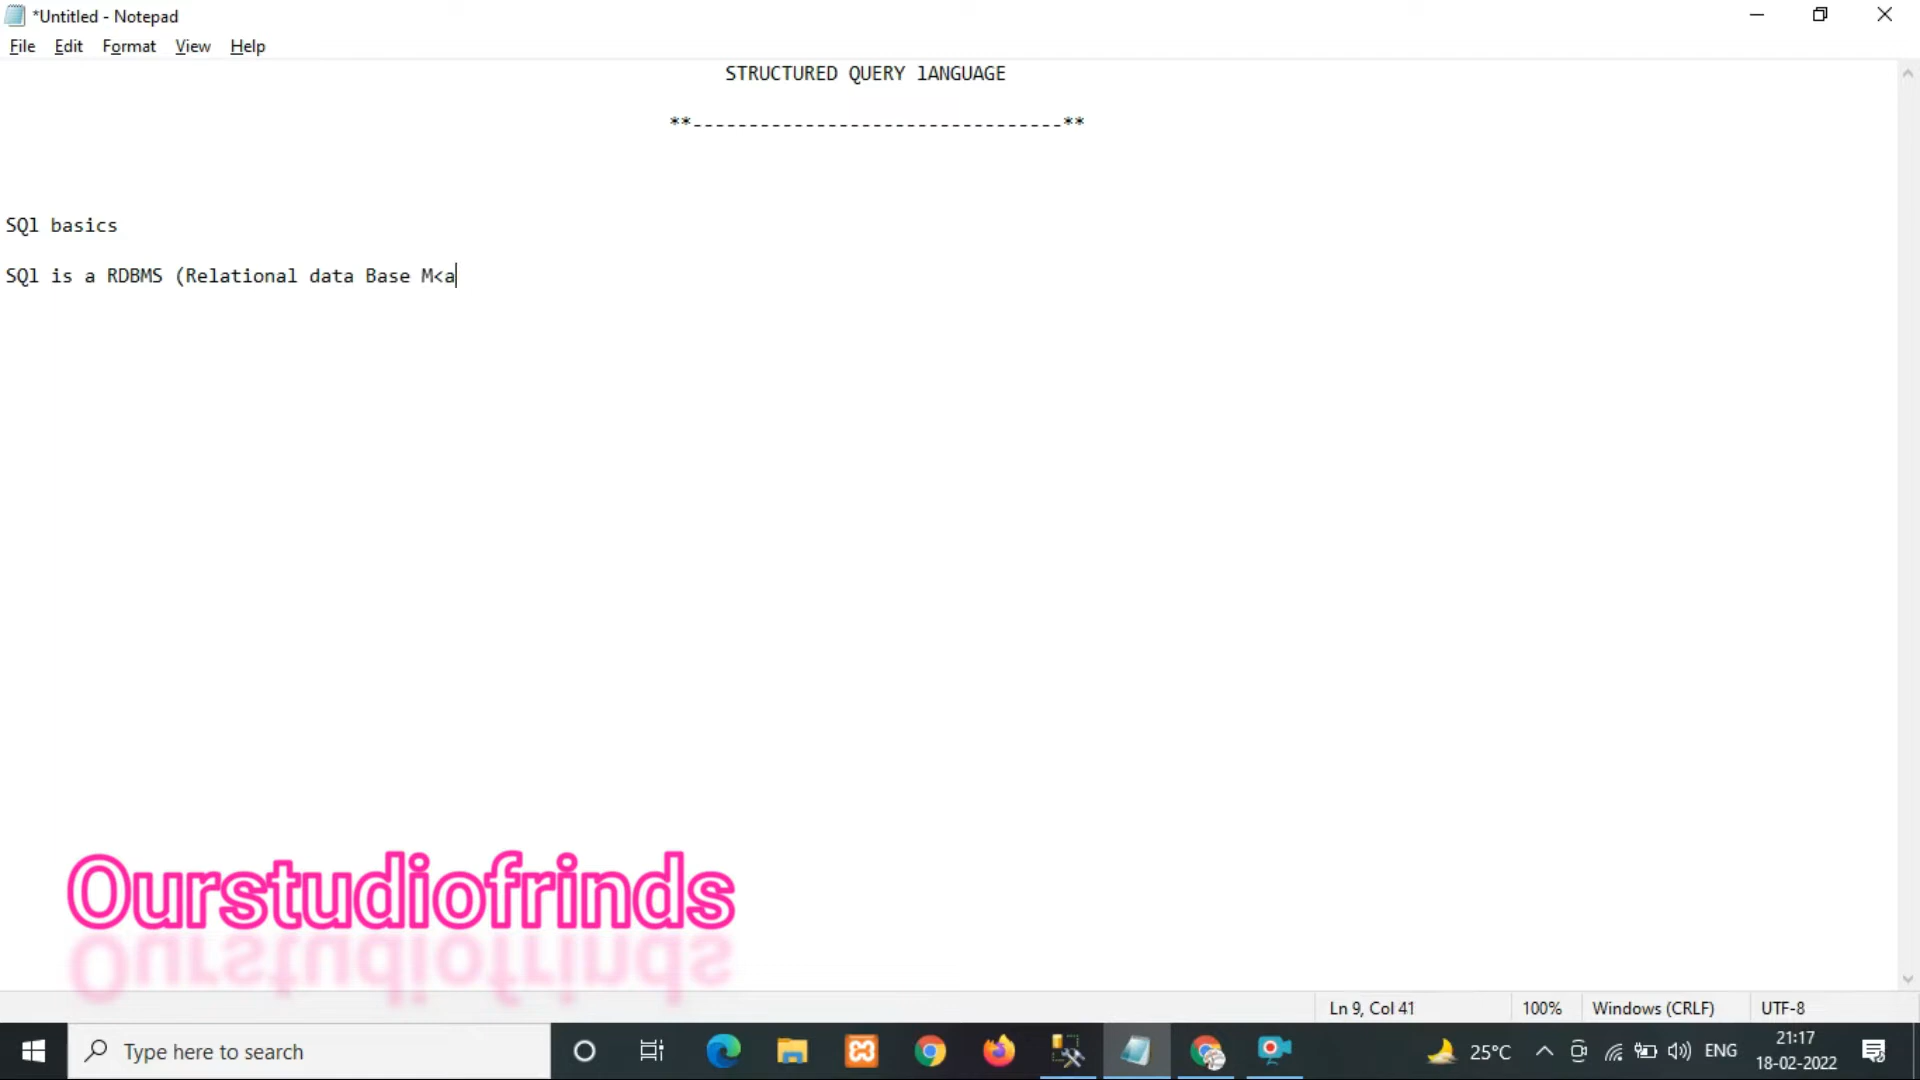 *Untitled - Notepad
File Edit Format View Help
STRUCTURED QUERY lANGUAGE
**---------------------------------**
SQl basics
SQl is a RDBMS (Relational data Base M<a
Ourstudiofrinds
Ln 9, Col 41 100% Windows (CRLF) UTF-8
Type here to search 25°C ENG 21:17
18-02-2022